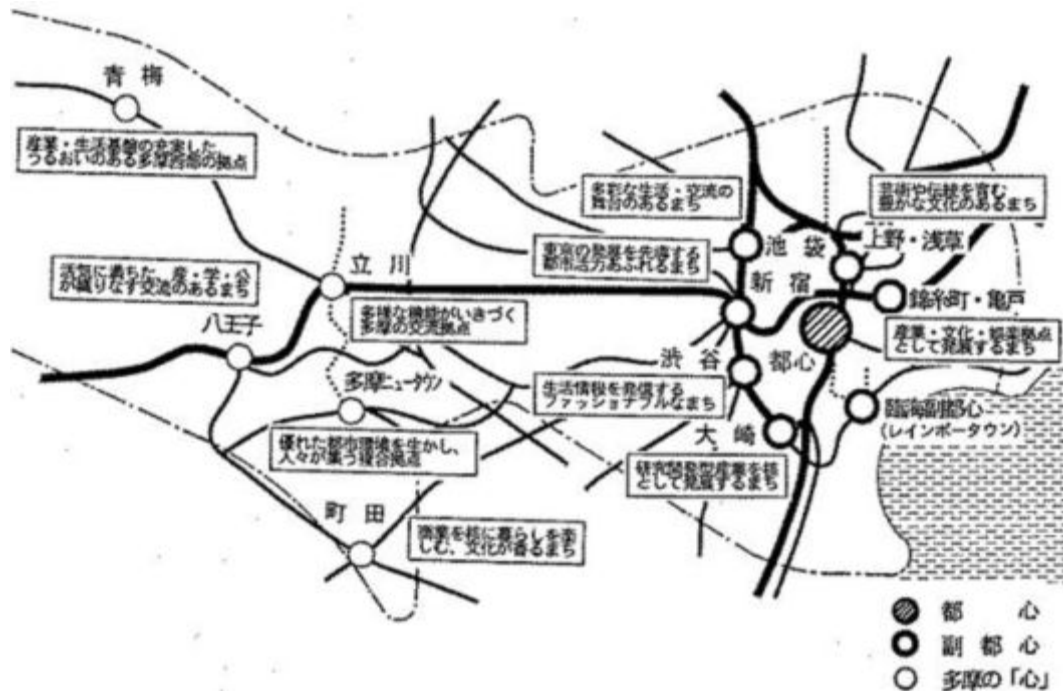 青梅
産業・生活基盤の充実した
うるおいのある多摩西部の拠点
多彩な生活・交流の
舞台のあるまち
芸術や伝統を育む
豊かな文化のあるまち
池袋
上野・浅草
東京の発展を先導する
都市活力あふれるまち
立川
新宿
活気に満ちた、産・学・公
が織りなす交流のあるまち
錦糸町・亀戸
多様な機能がいきづく
多摩の交流拠点
八王子
産業・文化・娯楽拠点
として発展するまち
渋谷
都心
多摩ニュータウン
生活情報を発信する
ファッショナブルなまち
臨海副都心
(レインボータウン)
大崎
優れた都市環境を生かし、
人々が集う複合拠点
研究開発型産業を核
として発展するまち
町田
商業を核に暮らしを楽
しむ、文化が香るまち
都心
副都心
多摩の「心」